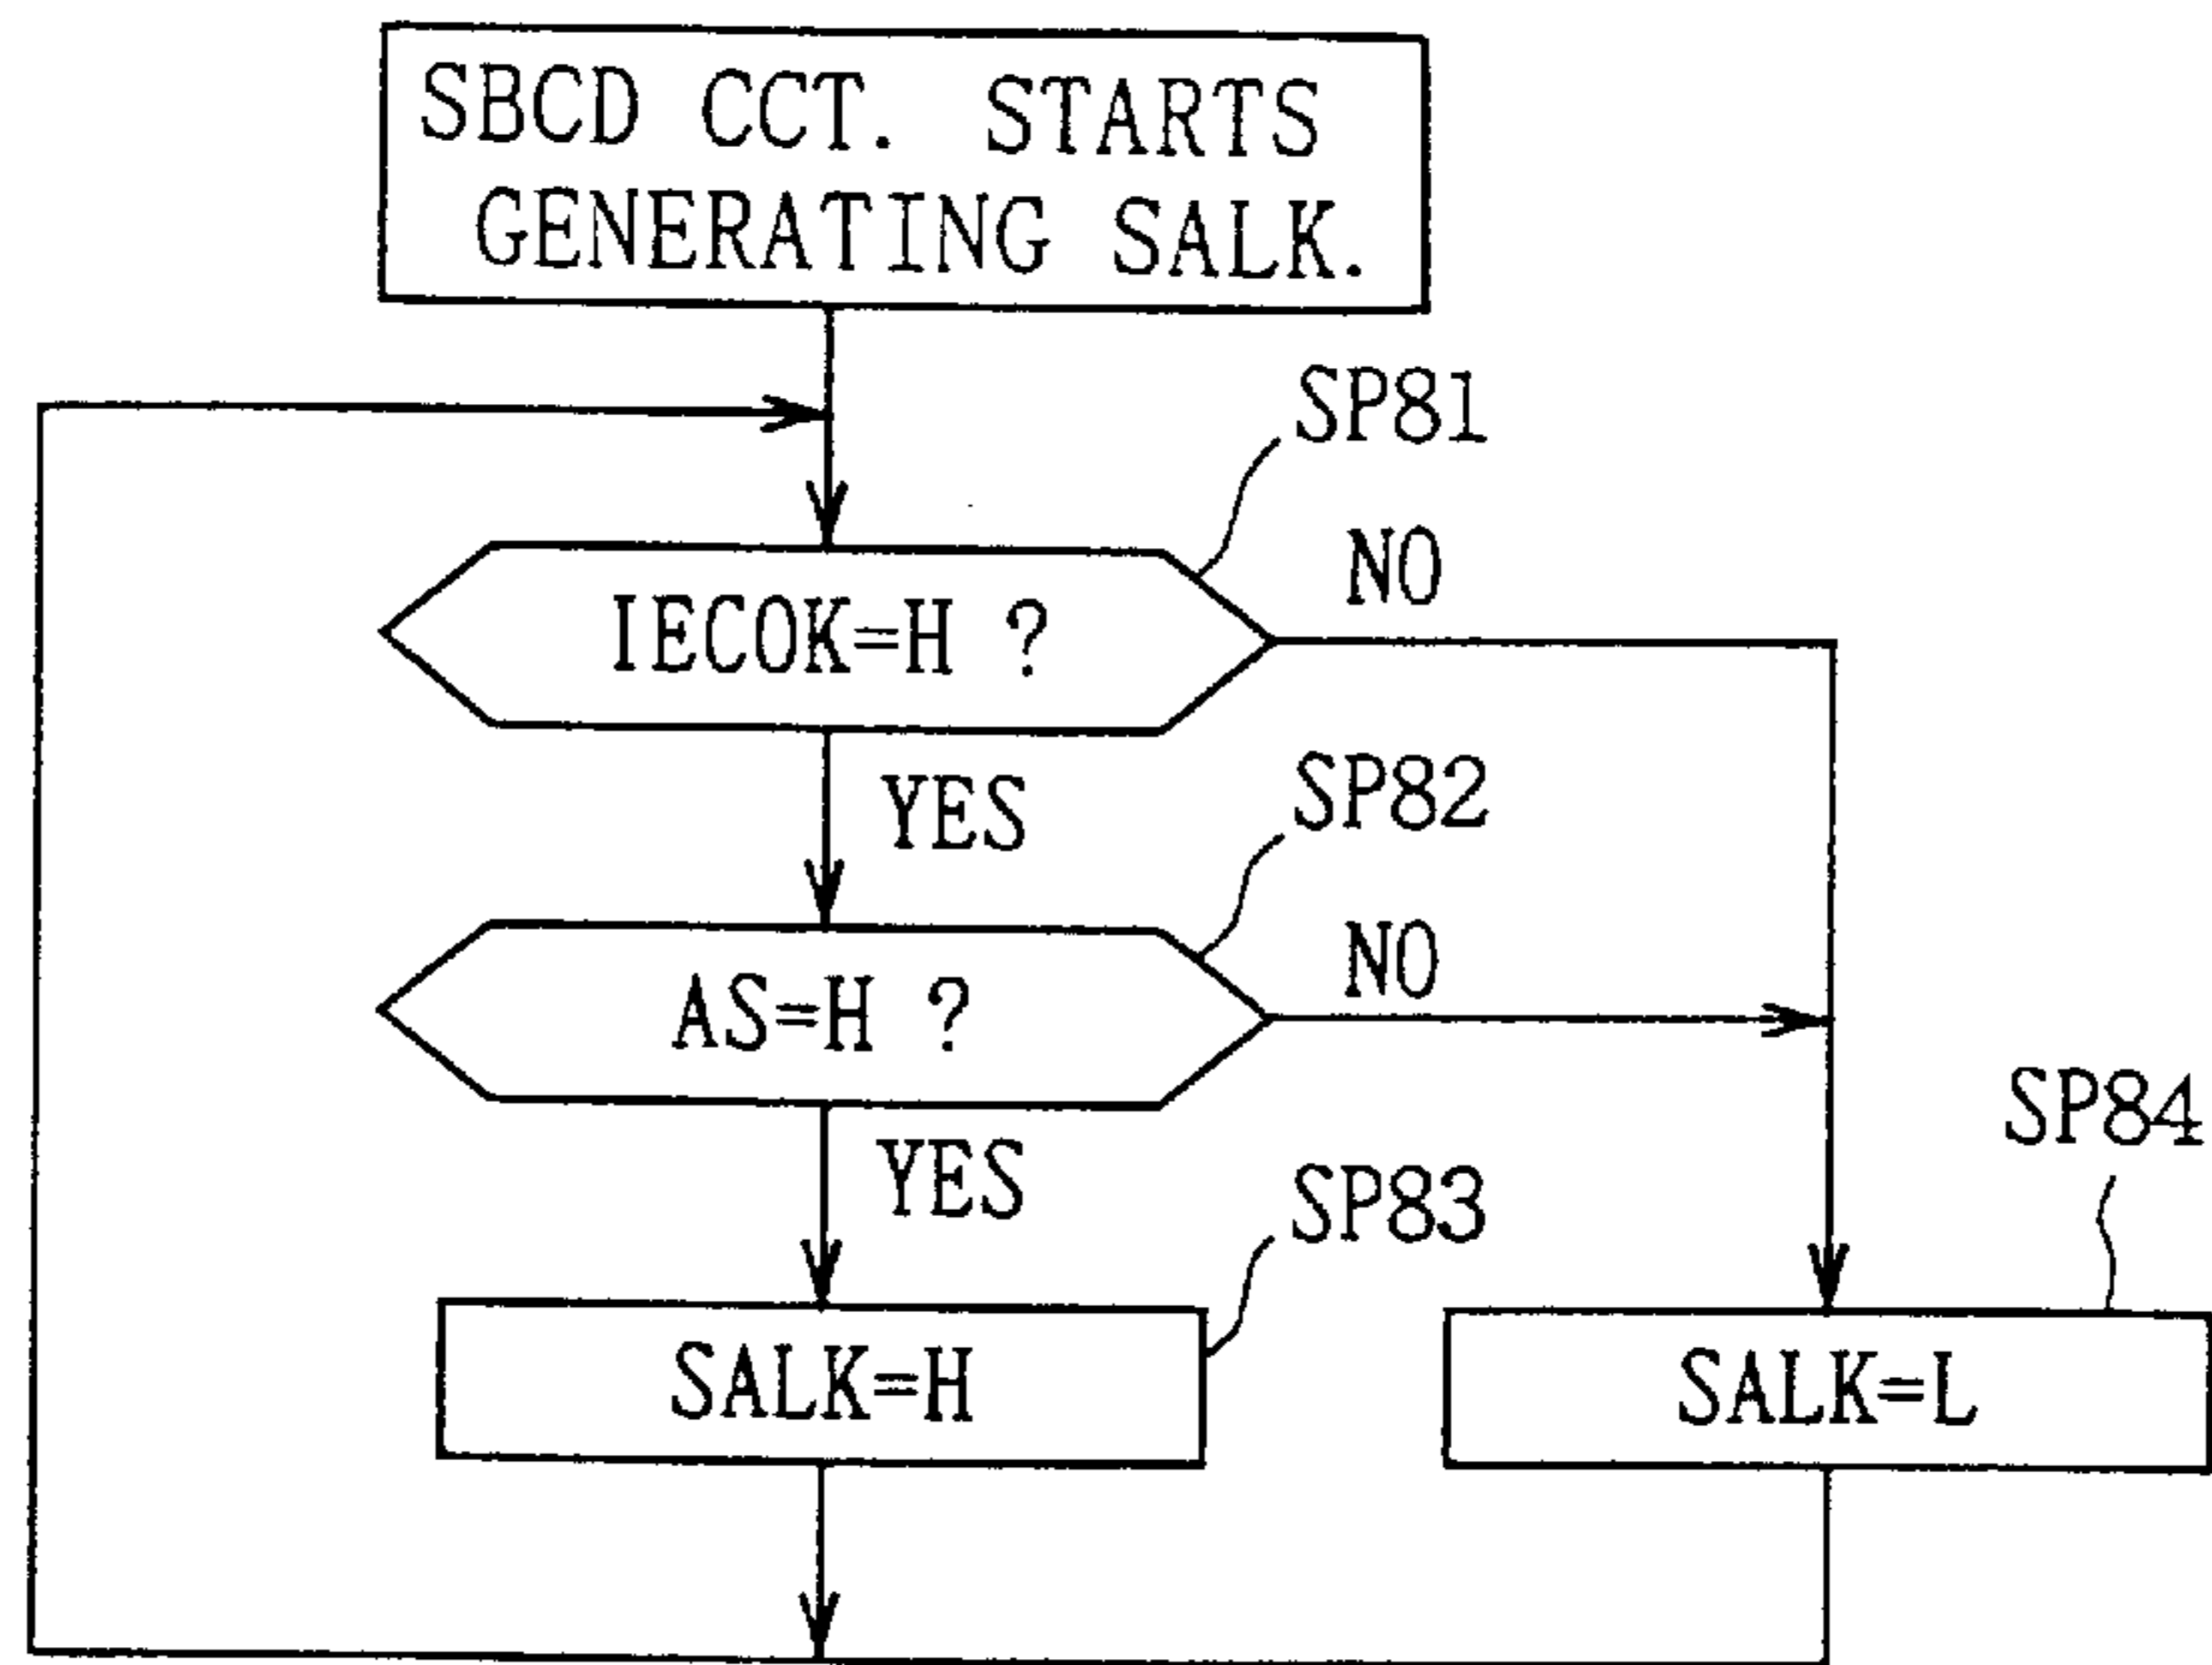 SBCD CCT. STARTS
GENERATING SALK.
SP81
NO
IECOK=H ?
YES
SP82
NO
AS=H ?
YES
SP83
SP84
SALK=H
SALK=L